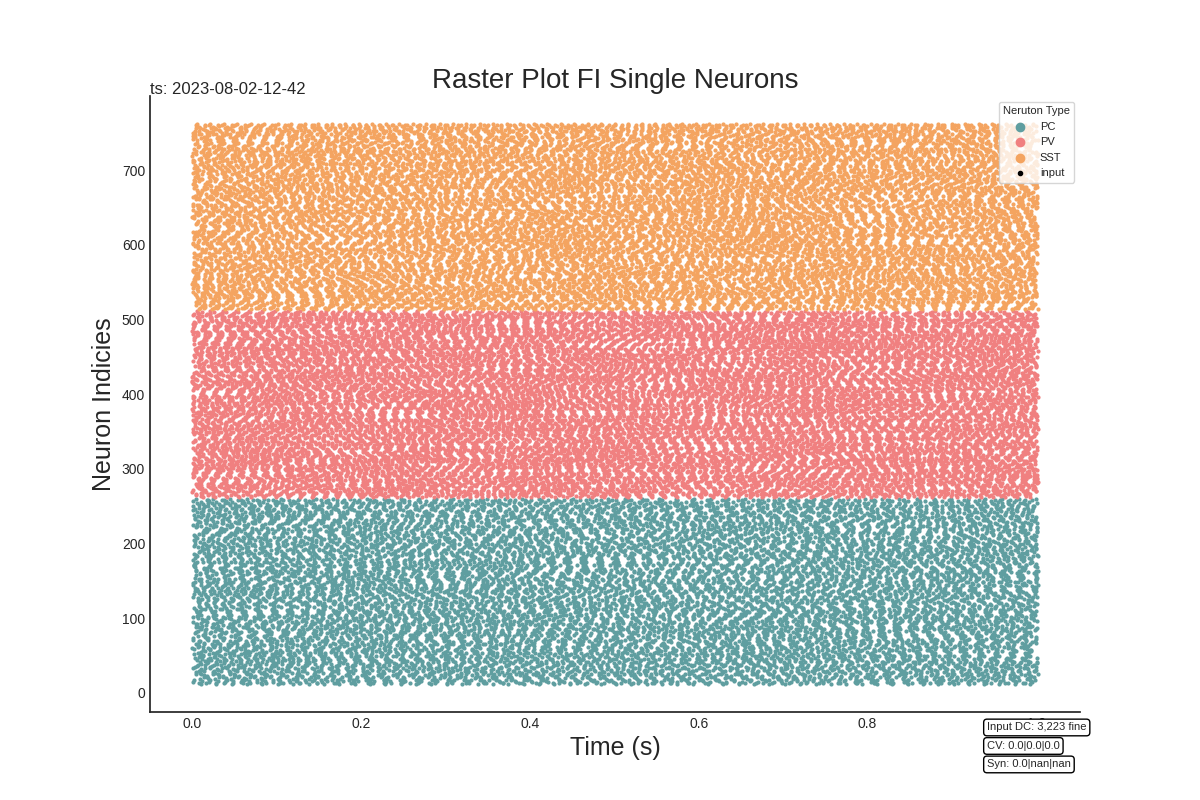 Raster Plot FI Single Neurons
ts: 2023-08-02-12-42
Neruton Type
PC
PV
SST
input
Neuron Indicies
700
600
500
400
300
200
100
0
0.0 0.2 0.4 0.6 0.8
Time (s)
Input DC: 3,223 fine
CV: 0.0|0.0|0.0
Syn: 0.0|nan|nan